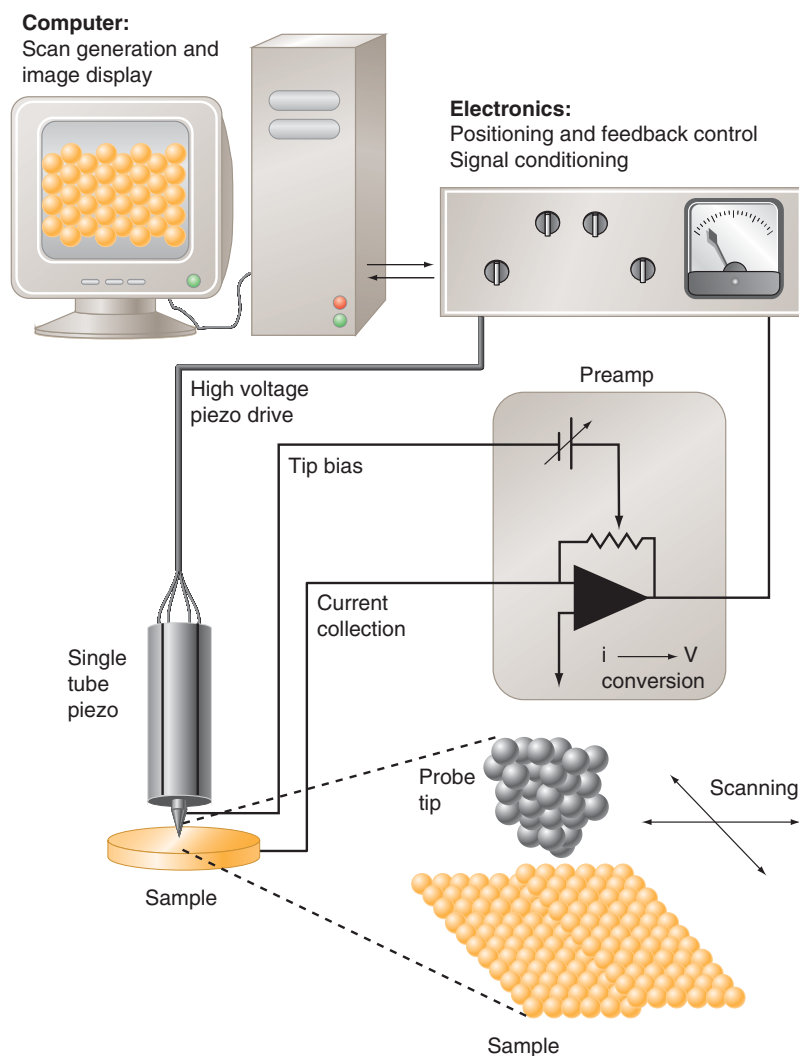 Computer:
Scan generation and
image display
Electronics:
Positioning and feedback control
Signal conditioning
High voltage
piezo drive
Preamp
Tip bias
Current
collection
i V
conversion
Single
tube
piezo
Probe
tip
Scanning
Sample
Sample